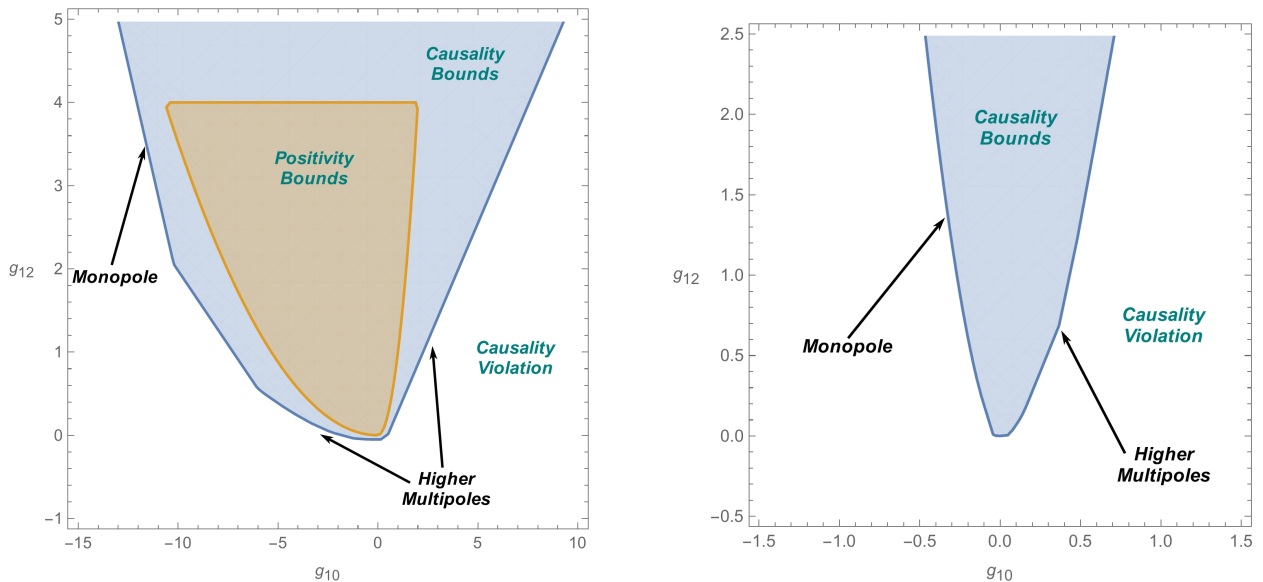 5
4
3
2
1
0
−1
g12
−15
−10
−5
0
5
10
g10
Causality
Bounds
Positivity
Bounds
Monopole
Causality
Violation
Higher
Multipoles
2.5
2.0
1.5
1.0
0.5
0.0
−0.5
g12
−1.5
−1.0
−0.5
0.0
0.5
1.0
1.5
g10
Causality
Bounds
Monopole
Causality
Violation
Higher
Multipoles